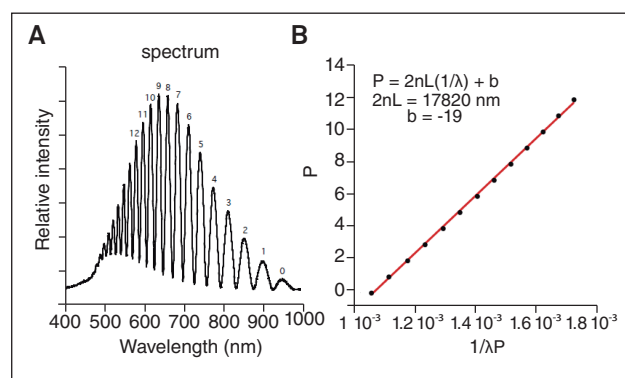 A
spectrum
Relative intensity
12 11 10 9 8 7 6 5 4 3 2 1 0
400 500 600 700 800 900 1000
Wavelength (nm)
B
P = 2nL(1/λ) + b
2nL = 17820 nm
b = -19
P
14
12
10
8
6
4
2
0
1 10⁻³ 1.2 10⁻³ 1.4 10⁻³ 1.6 10⁻³ 1.8 10⁻³
1/λP